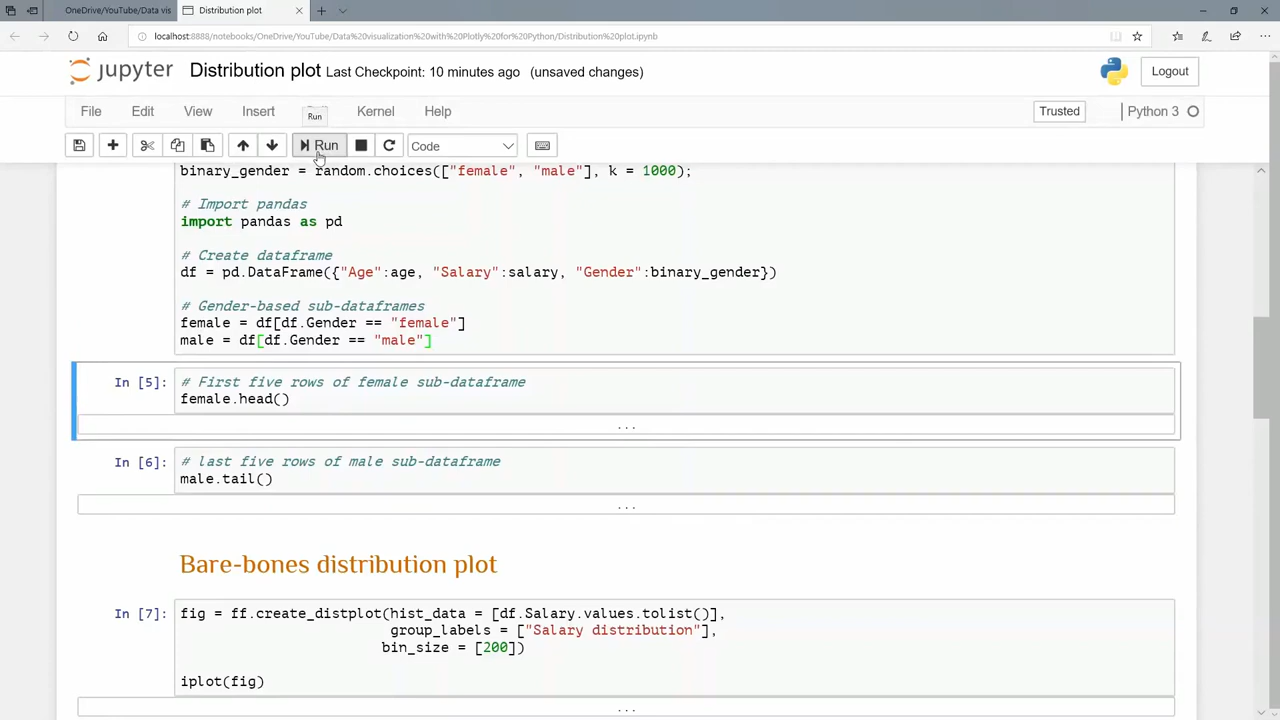 OneDrive/YouTube/Data vis
Distribution plot
localhost:8888/notebooks/OneDrive/YouTube/Data%20visualization%20with%20Plotly%20for%20Python/Distribution%20plot.ipynb
jupyter Distribution plot Last Checkpoint: 10 minutes ago (unsaved changes)
Logout
File Edit View Insert Kernel Help
Run
Trusted
Python 3
Run
Code
binary_gender = random.choices(["female", "male"], k = 1000);
# Import pandas
import pandas as pd
# Create dataframe
df = pd.DataFrame({"Age":age, "Salary":salary, "Gender":binary_gender})
# Gender-based sub-dataframes
female = df[df.Gender == "female"]
male = df[df.Gender == "male"]
In [5]: # First five rows of female sub-dataframe
female.head()
...
In [6]: # last five rows of male sub-dataframe
male.tail()
...
Bare-bones distribution plot
In [7]: fig = ff.create_distplot(hist_data = [df.Salary.values.tolist()],
group_labels = ["Salary distribution"],
bin_size = [200])
iplot(fig)
...